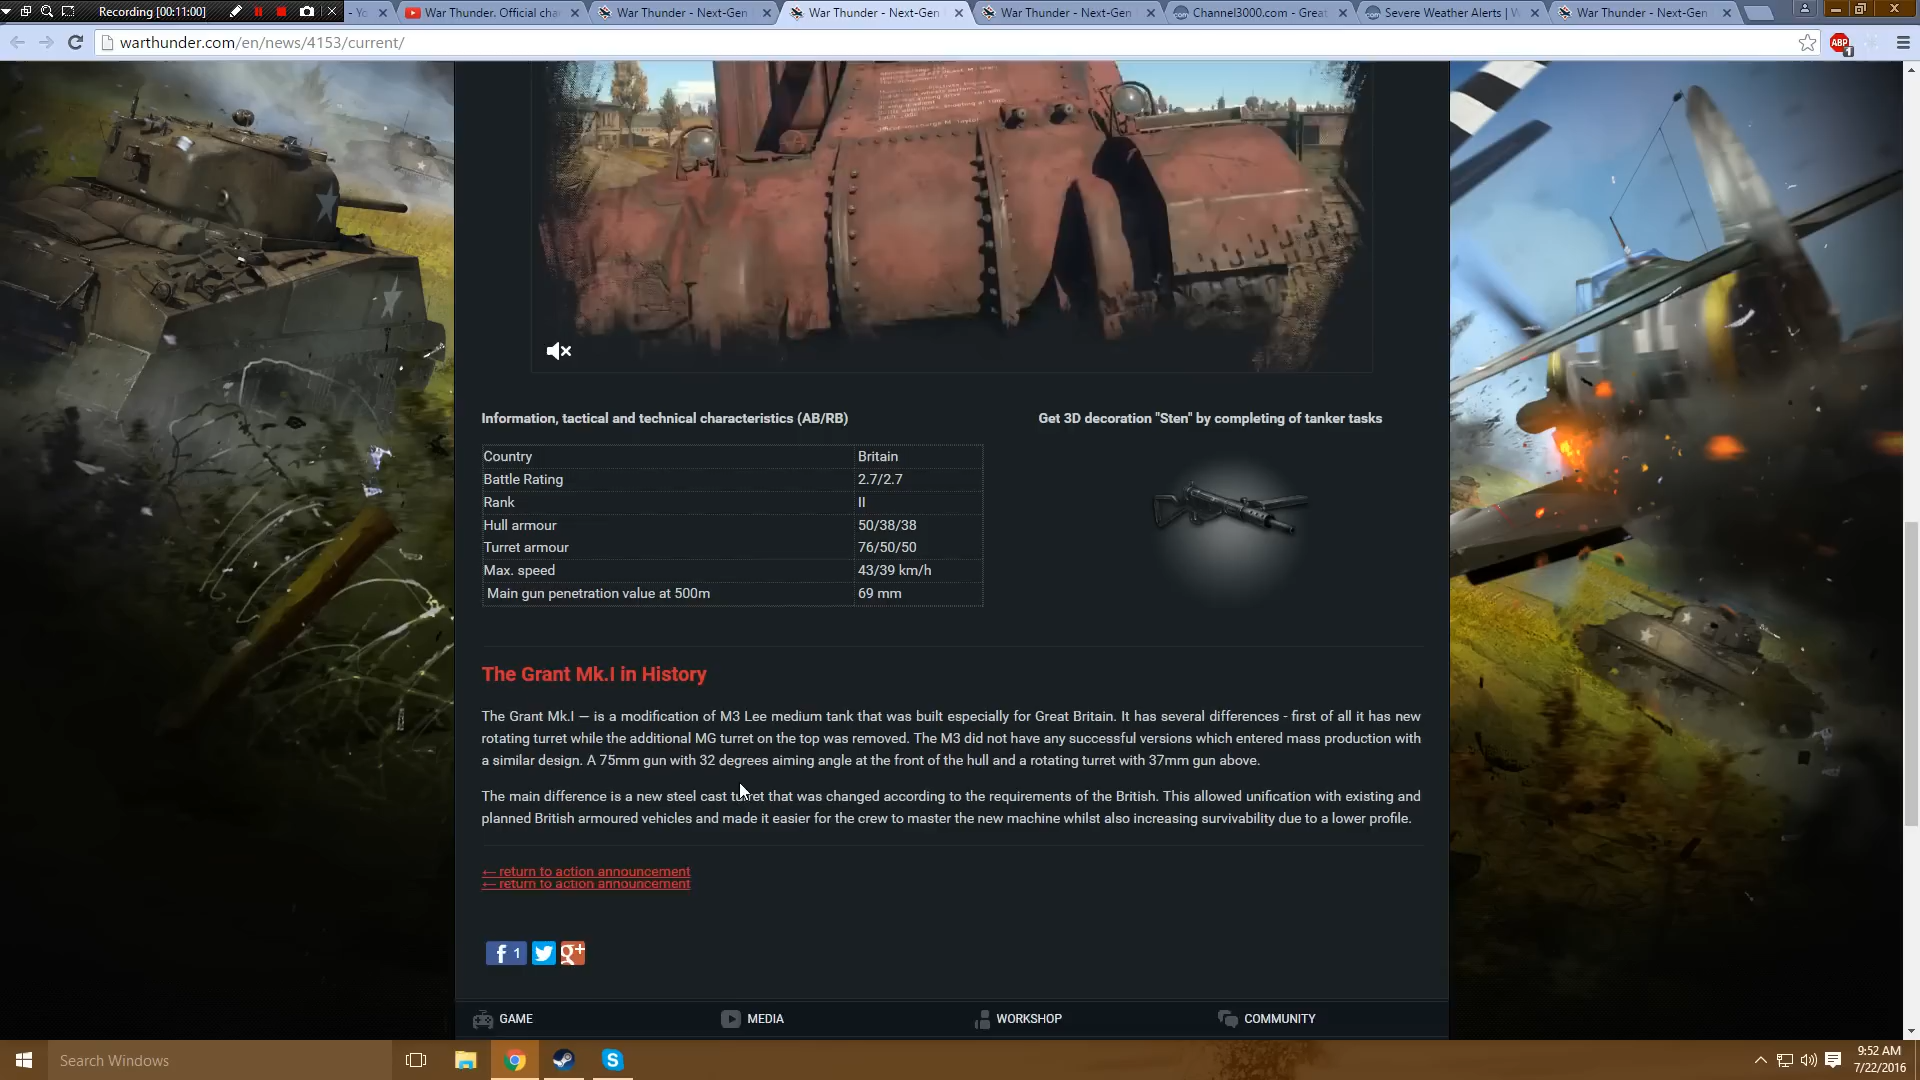 Recording [00:11:00]
- Yo
War Thunder. Official cha
War Thunder - Next-Gen
War Thunder - Next-Gen
War Thunder - Next-Gen
Channel3000.com - Great
Severe Weather Alerts | W
War Thunder - Next-Gen
warthunder.com/en/news/4153/current/
ABP
1
Information, tactical and technical characteristics (AB/RB)
Get 3D decoration "Sten" by completing of tanker tasks
Country Britain
Battle Rating 2.7/2.7
Rank II
Hull armour 50/38/38
Turret armour 76/50/50
Max. speed 43/39 km/h
Main gun penetration value at 500m 69 mm
The Grant Mk.I in History
The Grant Mk.I — is a modification of M3 Lee medium tank that was built especially for Great Britain. It has several differences - first of all it has new
rotating turret while the additional MG turret on the top was removed. The M3 did not have any successful versions which entered mass production with
a similar design. A 75mm gun with 32 degrees aiming angle at the front of the hull and a rotating turret with 37mm gun above.
The main difference is a new steel cast turret that was changed according to the requirements of the British. This allowed unification with existing and
planned British armoured vehicles and made it easier for the crew to master the new machine whilst also increasing survivability due to a lower profile.
← return to action announcement
← return to action announcement
f 1
g+
GAME
MEDIA
WORKSHOP
COMMUNITY
Search Windows
9:52 AM
7/22/2016